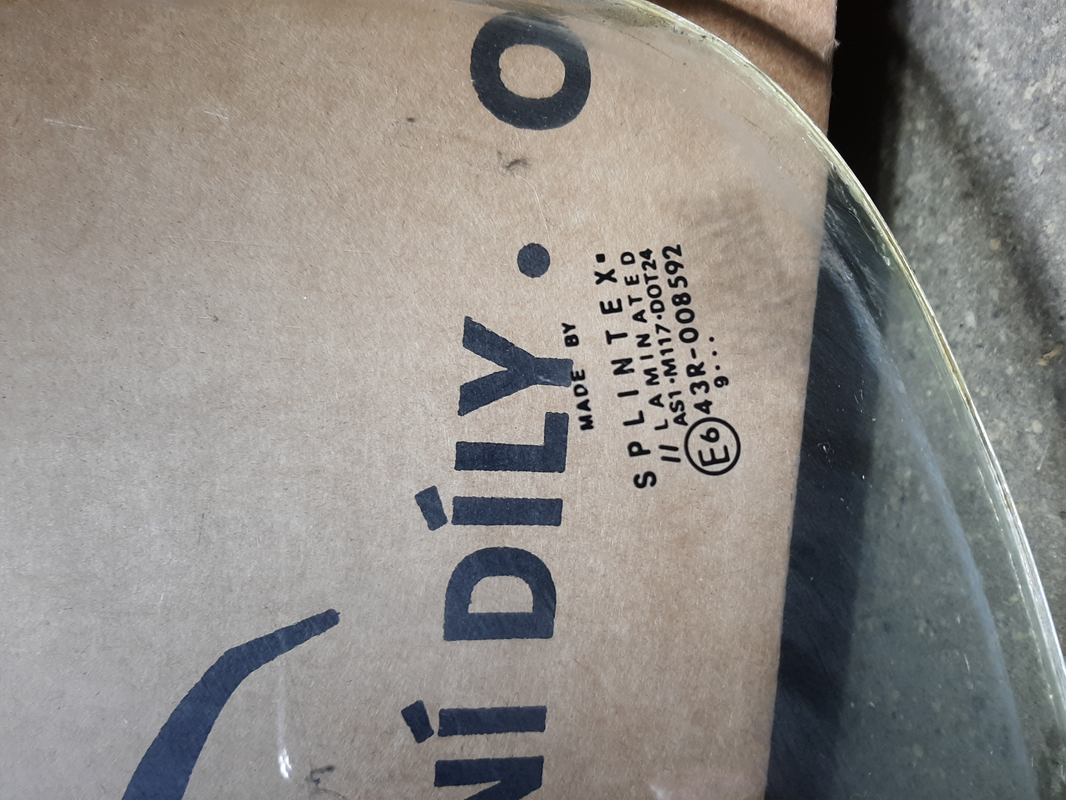 NÍ DÍLY · O
MADE BY
SPLINTEX
II LAMINATED
AS1·M117·DOT24
E6 43R-008592
9...